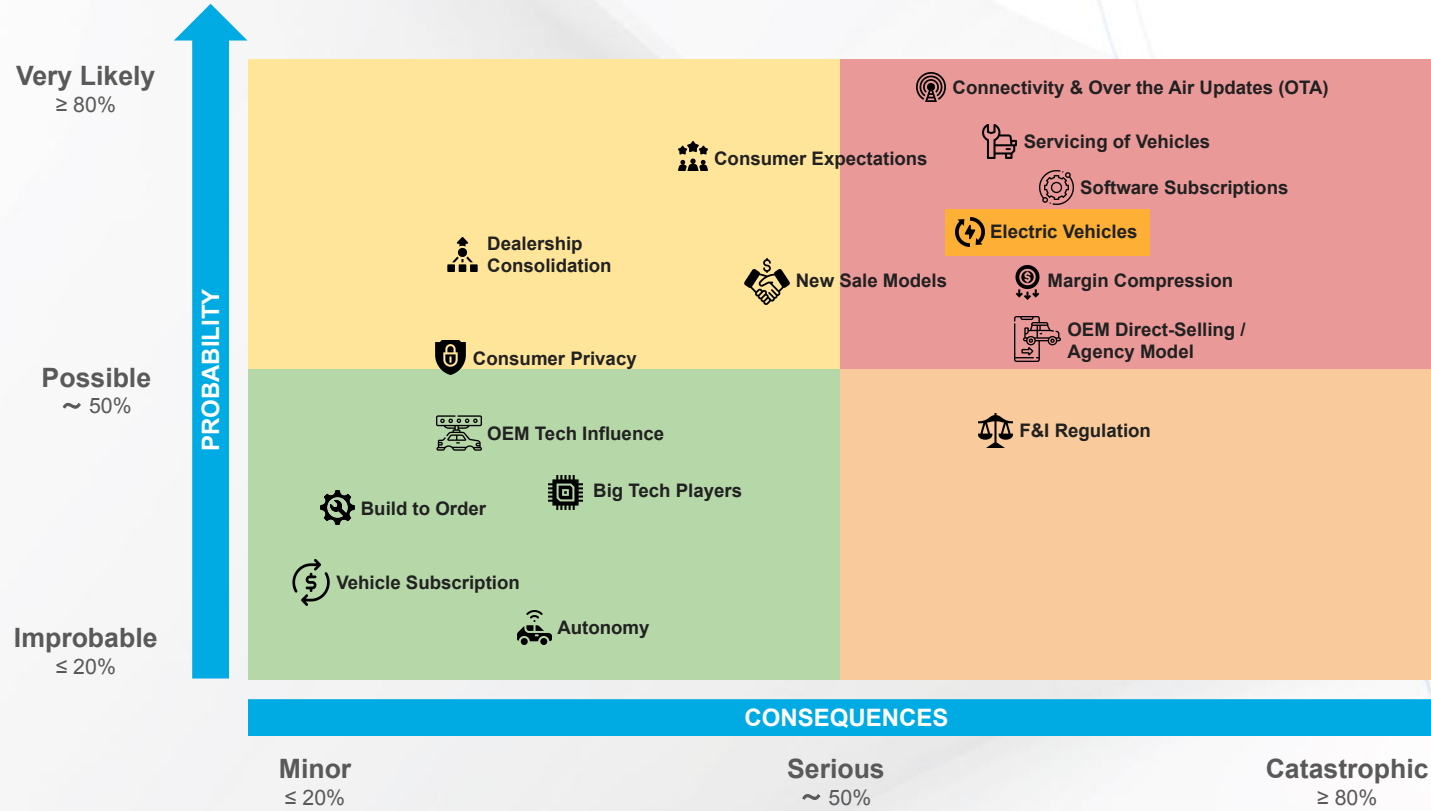 Very Likely
≥ 80%
Possible
~ 50%
Improbable
≤ 20%
PROBABILITY
Connectivity & Over the Air Updates (OTA)
Servicing of Vehicles
Consumer Expectations
Software Subscriptions
Electric Vehicles
Dealership
Consolidation
New Sale Models
Margin Compression
OEM Direct-Selling /
Agency Model
Consumer Privacy
OEM Tech Influence
F&I Regulation
Big Tech Players
Build to Order
Vehicle Subscription
Autonomy
CONSEQUENCES
Minor
≤ 20%
Serious
~ 50%
Catastrophic
≥ 80%